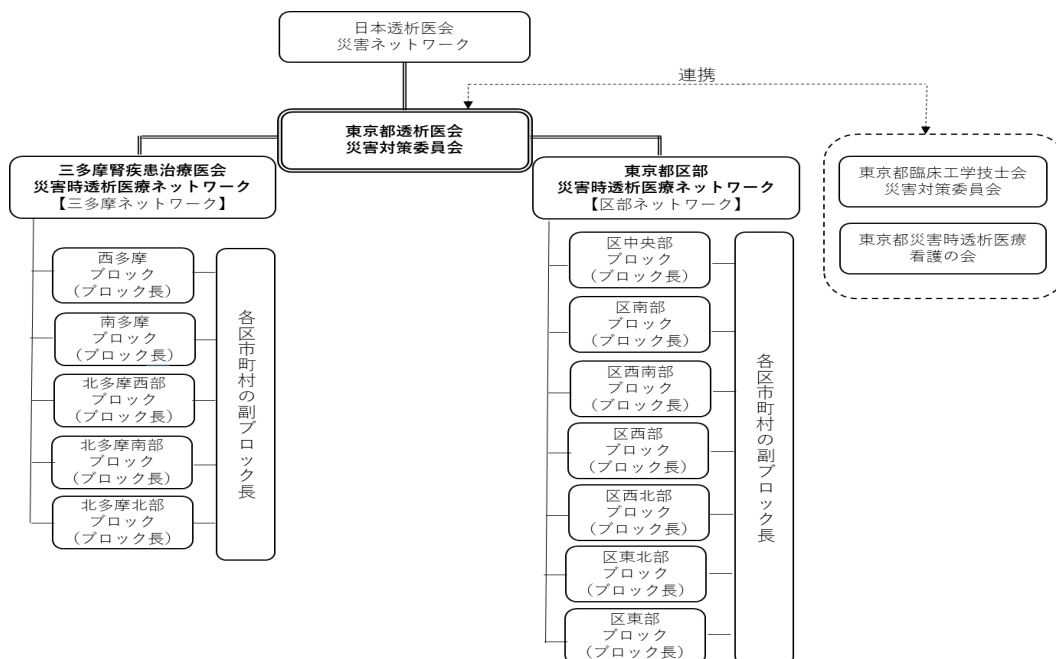 日本透析医会
災害ネットワーク
連携
東京都透析医会
災害対策委員会
三多摩腎疾患治療医会
災害時透析医療ネットワーク
【三多摩ネットワーク】
西多摩
ブロック
(ブロック長)
南多摩
ブロック
(ブロック長)
北多摩西部
ブロック
(ブロック長)
北多摩南部
ブロック
(ブロック長)
北多摩北部
ブロック
(ブロック長)
各区市町村の副ブロック長
東京都区部
災害時透析医療ネットワーク
【区部ネットワーク】
区中央部
ブロック
(ブロック長)
区南部
ブロック
(ブロック長)
区西南部
ブロック
(ブロック長)
区西部
ブロック
(ブロック長)
区西北部
ブロック
(ブロック長)
区東北部
ブロック
(ブロック長)
区東部
ブロック
(ブロック長)
各区市町村の副ブロック長
東京都臨床工学技士会
災害対策委員会
東京都災害時透析医療
看護の会